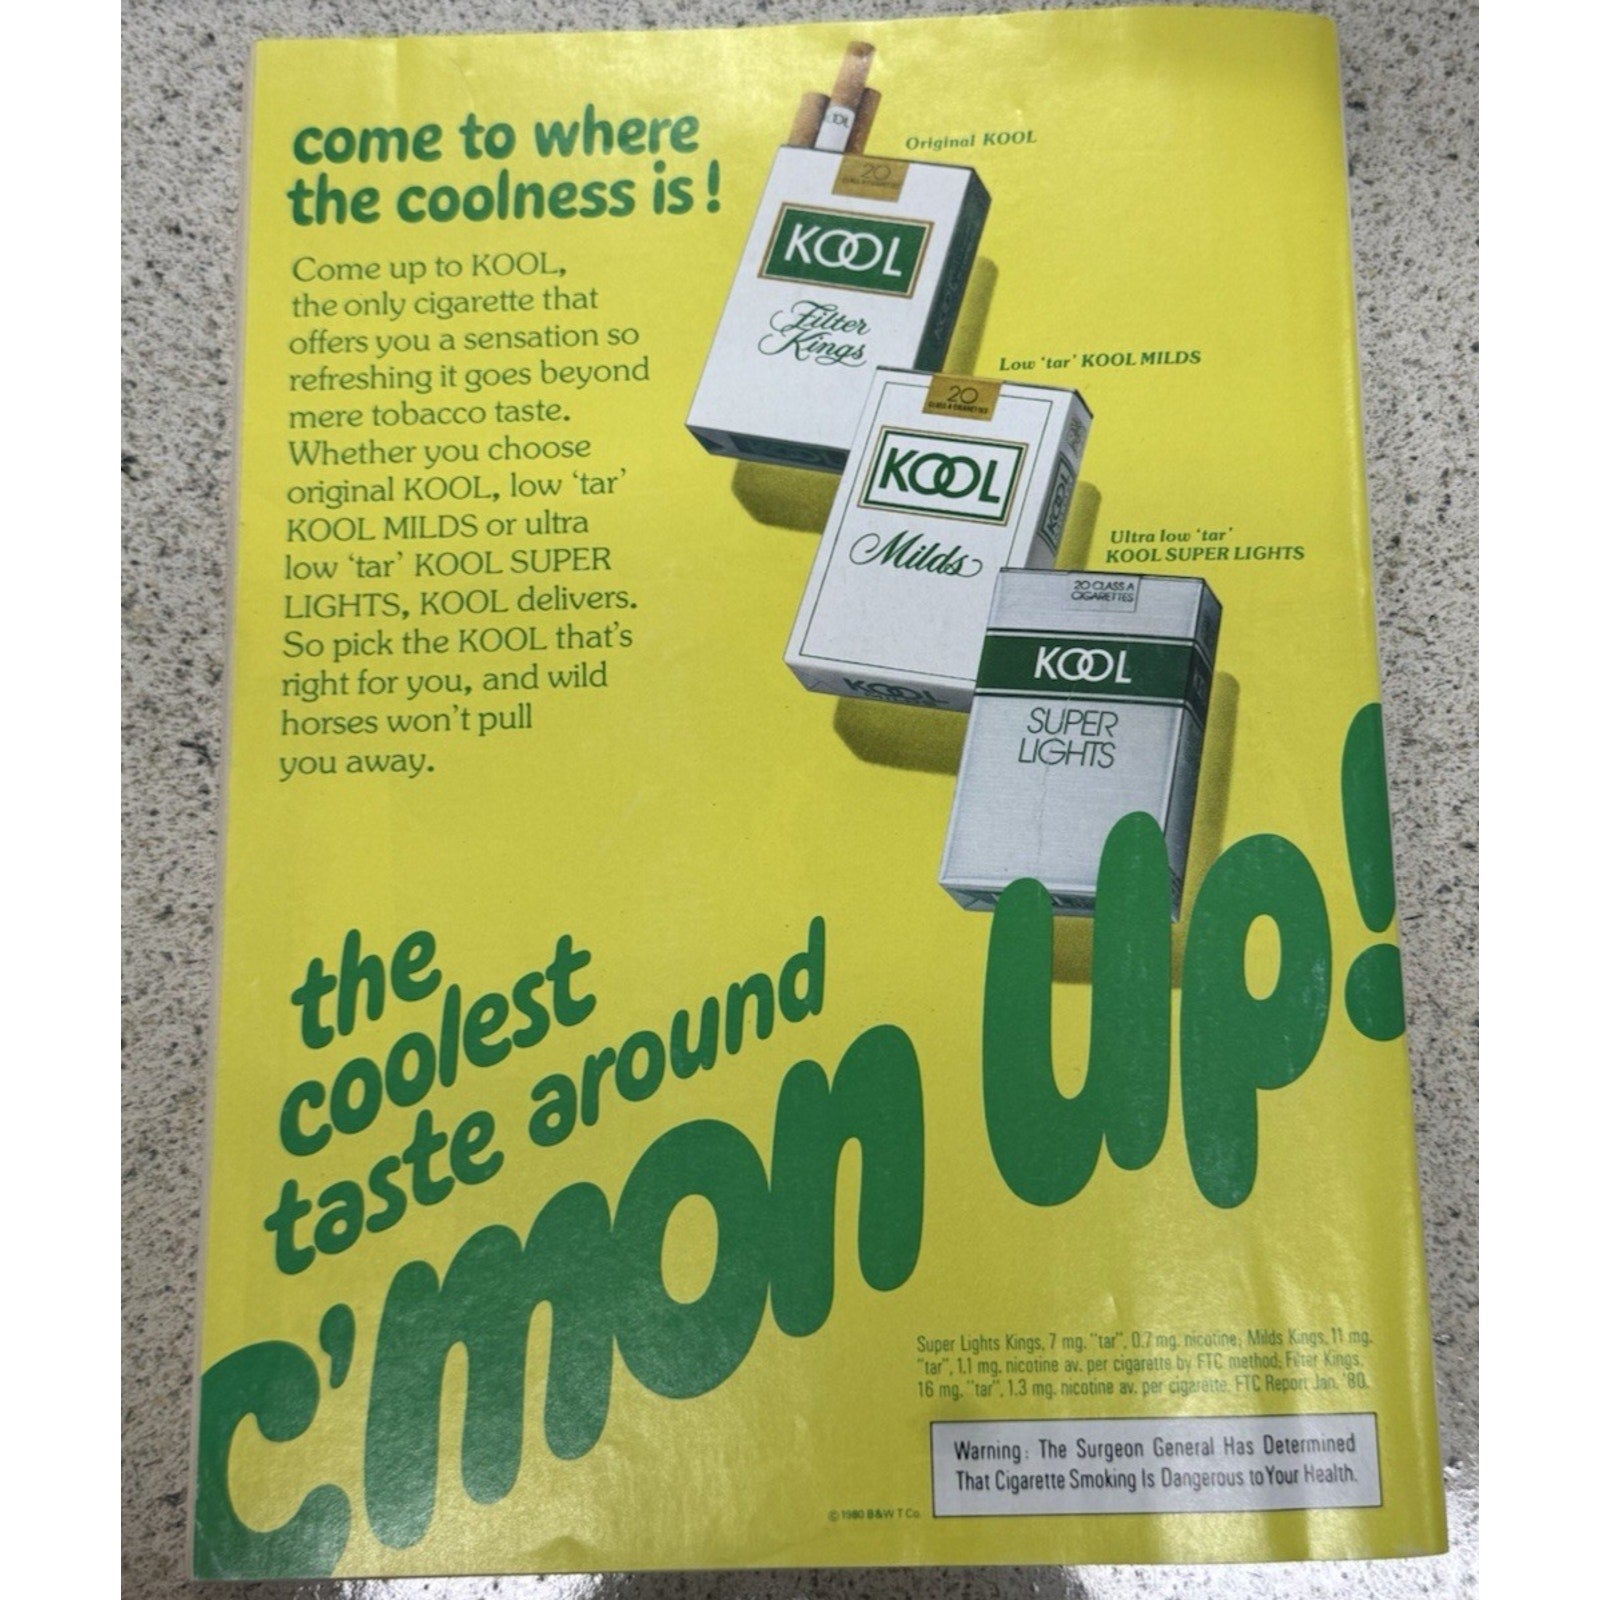 come to where
the coolness is!
Come up to KOOL,
the only cigarette that
offers you a sensation so
refreshing it goes beyond
mere tobacco taste.
Whether you choose
original KOOL, low ‘tar’
KOOL MILDS or ultra
low ‘tar’ KOOL SUPER
LIGHTS, KOOL delivers.
So pick the KOOL that's
right for you, and wild
horses won't pull
you away.
Original KOOL
20
KOOL
Filter
Kings
Low ‘tar’ KOOL MILDS
20
CLASS A CIGARETTES
KOOL
Milds
KOOL
KOOL
Ultra low ‘tar’
KOOL SUPER LIGHTS
20 CLASS A
CIGARETTES
KOOL
SUPER
LIGHTS
the
coolest
taste around
c'mon up!
Super Lights Kings, 7 mg. "tar", 0.7 mg. nicotine; Milds Kings, 11 mg.
"tar", 1.1 mg. nicotine av. per cigarette by FTC method; Filter Kings,
16 mg. "tar", 1.3 mg. nicotine av. per cigarette, FTC Report Jan. '80.
Warning: The Surgeon General Has Determined
That Cigarette Smoking Is Dangerous to Your Health.
© 1980 B&W T Co.